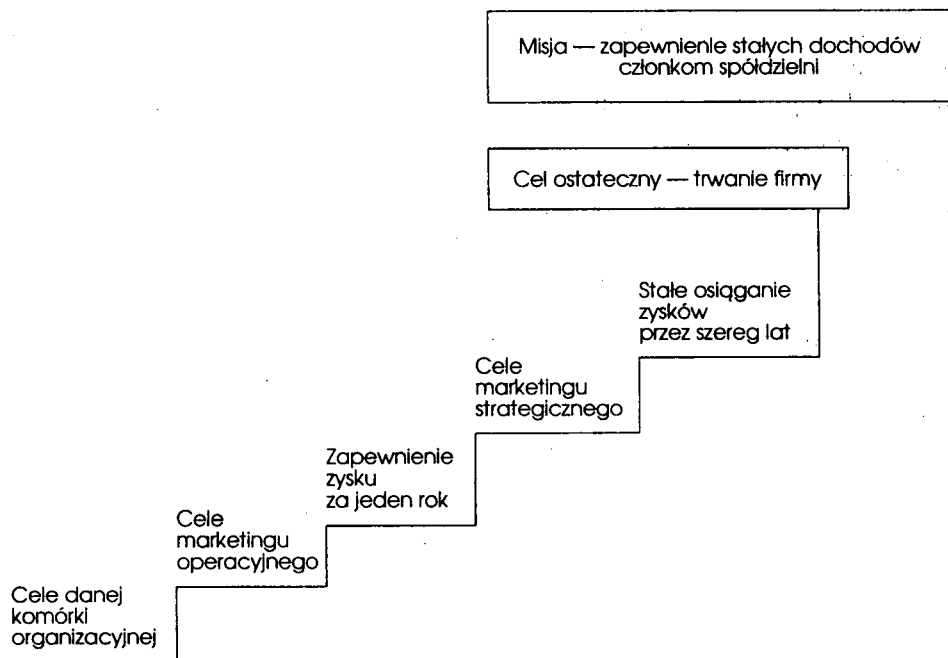 Misja — zapewnienie stałych dochodów
członkom spółdzielni
Cel ostateczny — trwanie firmy
Stałe osiąganie
zysków
przez szereg lat
Cele
marketingu
strategicznego
Zapewnienie
zysku
za jeden rok
Cele
marketingu
operacyjnego
Cele danej
komórki
organizacyjnej